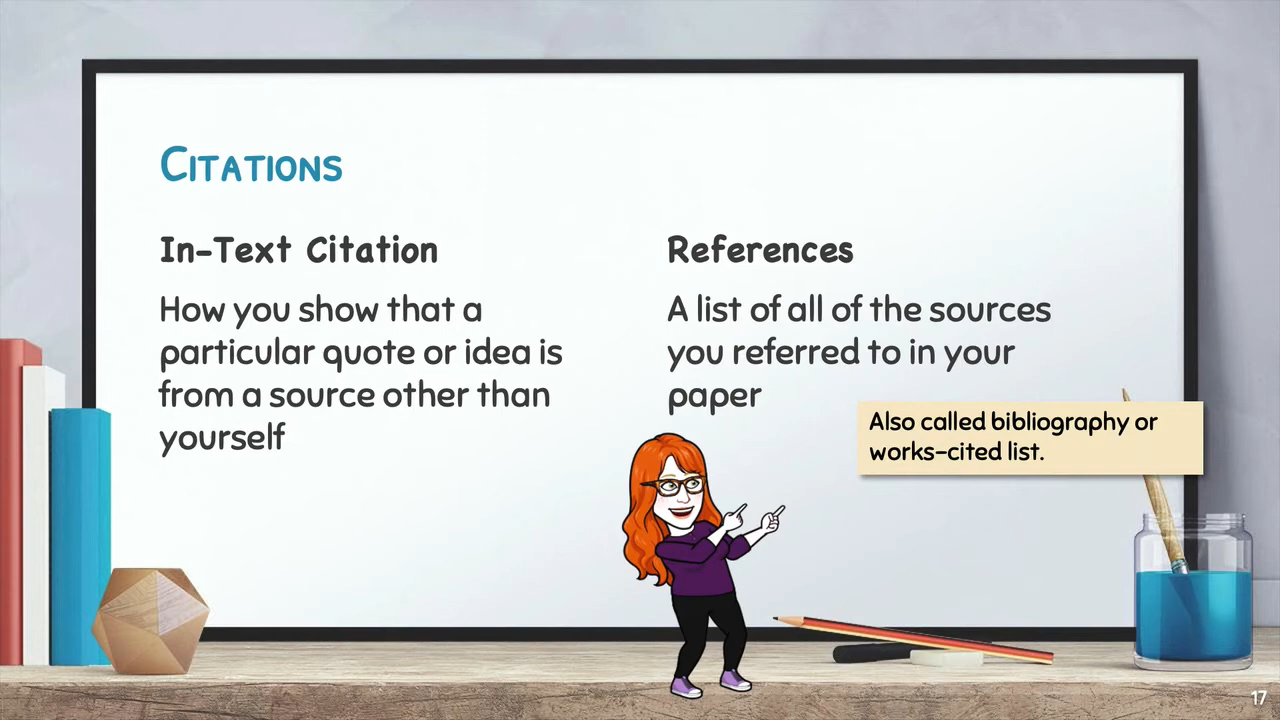 Citations
In-Text Citation
How you show that a
particular quote or idea is
from a source other than
yourself
References
A list of all of the sources
you referred to in your
paper
Also called bibliography or
works-cited list.
17